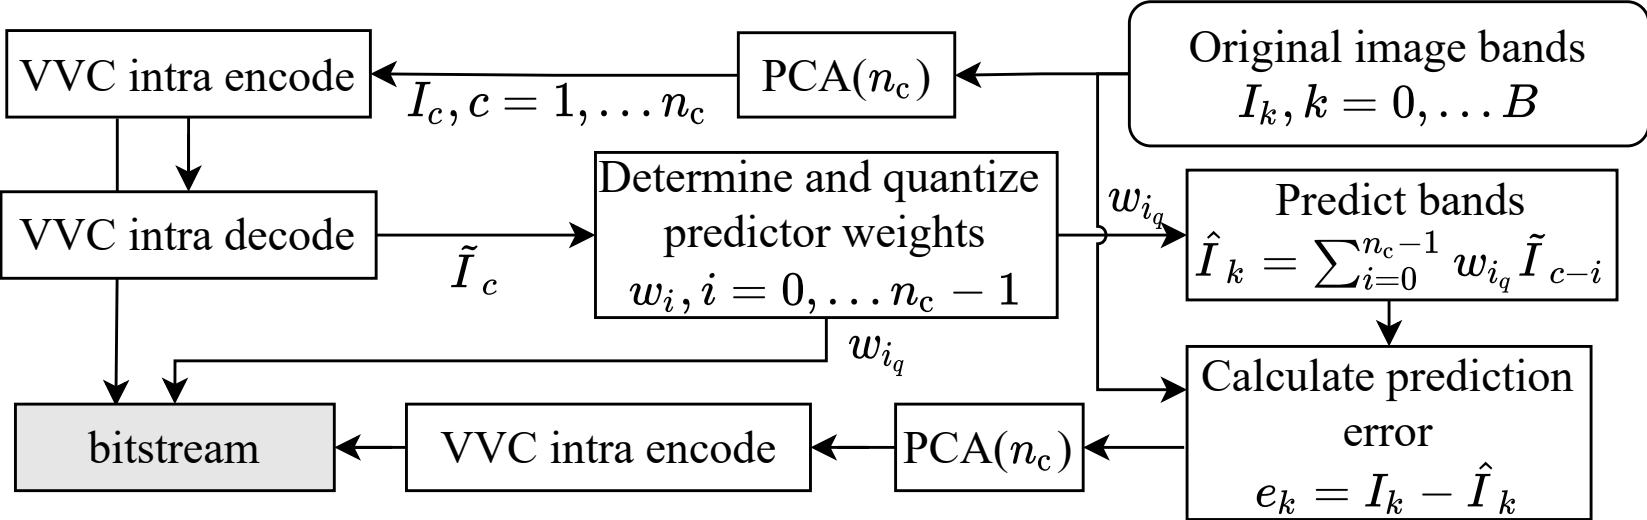 VVC intra encode
I_c, c = 1, … n_c
PCA(n_c)
Original image bands
I_k, k = 0, … B
VVC intra decode
Ĩ_c
Determine and quantize
predictor weights
w_i, i = 0, … n_c − 1
w_{i_q}
Predict bands
Î_k = ∑_{i=0}^{n_c−1} w_{i_q} Ĩ_{c−i}
w_{i_q}
bitstream
VVC intra encode
PCA(n_c)
Calculate prediction
error
e_k = I_k − Î_k